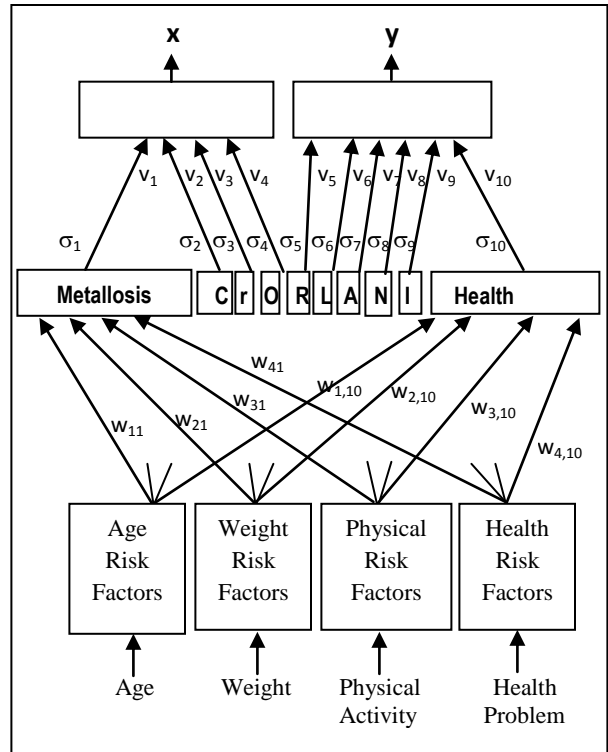 x y
v1 v2 v3 v4 v5 v6 v7 v8 v9 v10
σ1 σ2 σ3 σ4 σ5 σ6 σ7 σ8 σ9 σ10
Metallosis C r O R L A N I Health
w11 w21 w31 w41 w1,10 w2,10 w3,10 w4,10
Age Risk Factors
Weight Risk Factors
Physical Risk Factors
Health Risk Factors
Age
Weight
Physical
Activity
Health
Problem